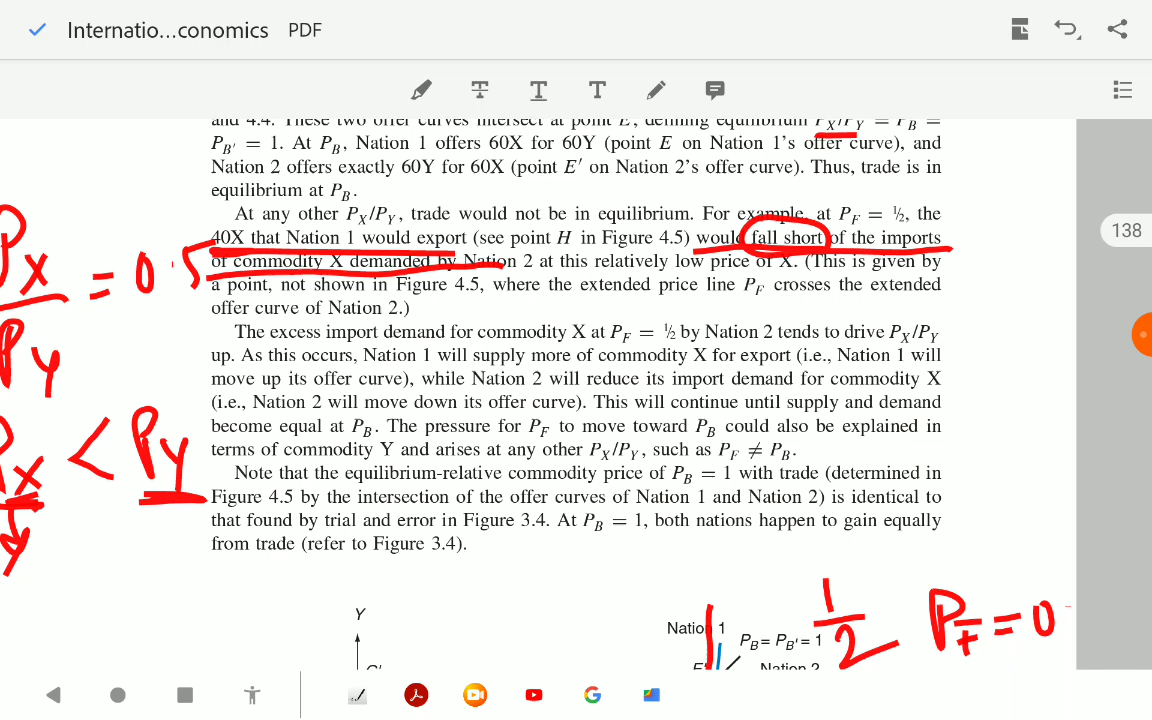 Internatio...conomics PDF
and 4.4. These two offer curves intersect at point E, defining equilibrium PX/PY = PB =
PB′ = 1. At PB, Nation 1 offers 60X for 60Y (point E on Nation 1's offer curve), and
Nation 2 offers exactly 60Y for 60X (point E′ on Nation 2's offer curve). Thus, trade is in
equilibrium at PB.
At any other PX/PY, trade would not be in equilibrium. For example, at PF = ½, the
40X that Nation 1 would export (see point H in Figure 4.5) would fall short of the imports
of commodity X demanded by Nation 2 at this relatively low price of X. (This is given by
a point, not shown in Figure 4.5, where the extended price line PF crosses the extended
offer curve of Nation 2.)
The excess import demand for commodity X at PF = ½ by Nation 2 tends to drive PX/PY
up. As this occurs, Nation 1 will supply more of commodity X for export (i.e., Nation 1 will
move up its offer curve), while Nation 2 will reduce its import demand for commodity X
(i.e., Nation 2 will move down its offer curve). This will continue until supply and demand
become equal at PB. The pressure for PF to move toward PB could also be explained in
terms of commodity Y and arises at any other PX/PY, such as PF ≠ PB.
Note that the equilibrium-relative commodity price of PB = 1 with trade (determined in
Figure 4.5 by the intersection of the offer curves of Nation 1 and Nation 2) is identical to
that found by trial and error in Figure 3.4. At PB = 1, both nations happen to gain equally
from trade (refer to Figure 3.4).
138
Px
Py
= 0.5
Px < Py
1
2
PF = 0
Y
Nation 1
PB = PB′ = 1
Nation 2